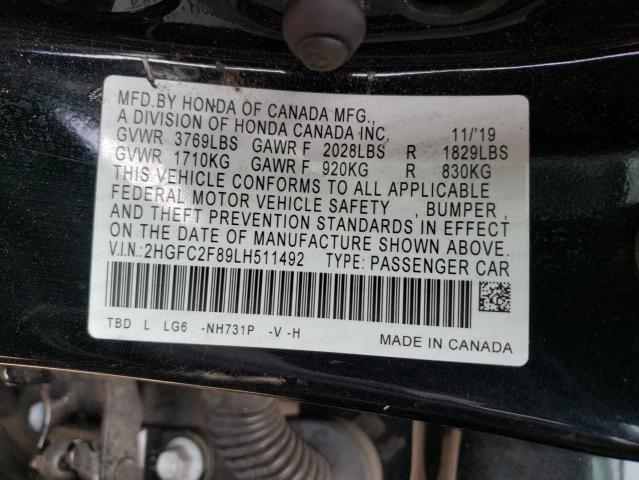 MFD.BY HONDA OF CANADA MFG.,
A DIVISION OF HONDA CANADA INC, 11/'19
GVWR 3769LBS GAWR F 2028LBS R 1829LBS
GVWR 1710KG GAWR F 920KG R 830KG
THIS VEHICLE CONFORMS TO ALL APPLICABLE
FEDERAL MOTOR VEHICLE SAFETY , BUMPER ,
AND THEFT PREVENTION STANDARDS IN EFFECT
ON THE DATE OF MANUFACTURE SHOWN ABOVE.
V.I.N.:2HGFC2F89LH511492 TYPE: PASSENGER CAR
TBD L LG6 -NH731P -V -H
MADE IN CANADA